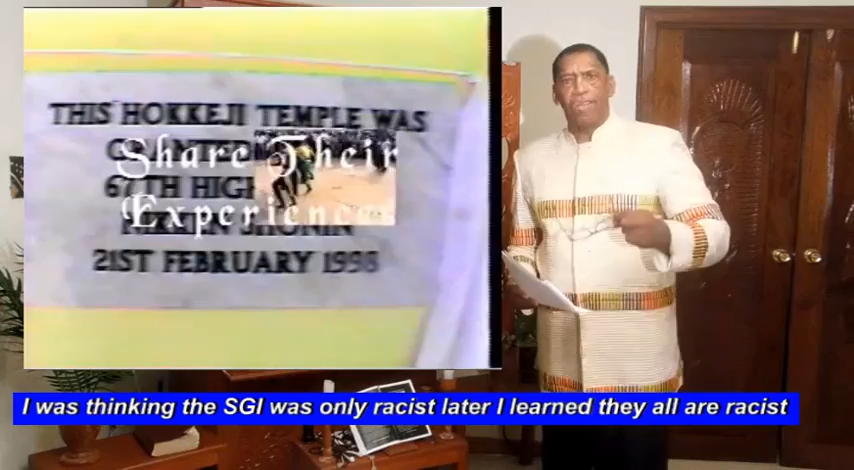 THIS HOKKEJI TEMPLE WAS
Share Their
67TH HIGH
Experiences
21ST FEBRUARY 1998
I was thinking the SGI was only racist later I learned they all are racist